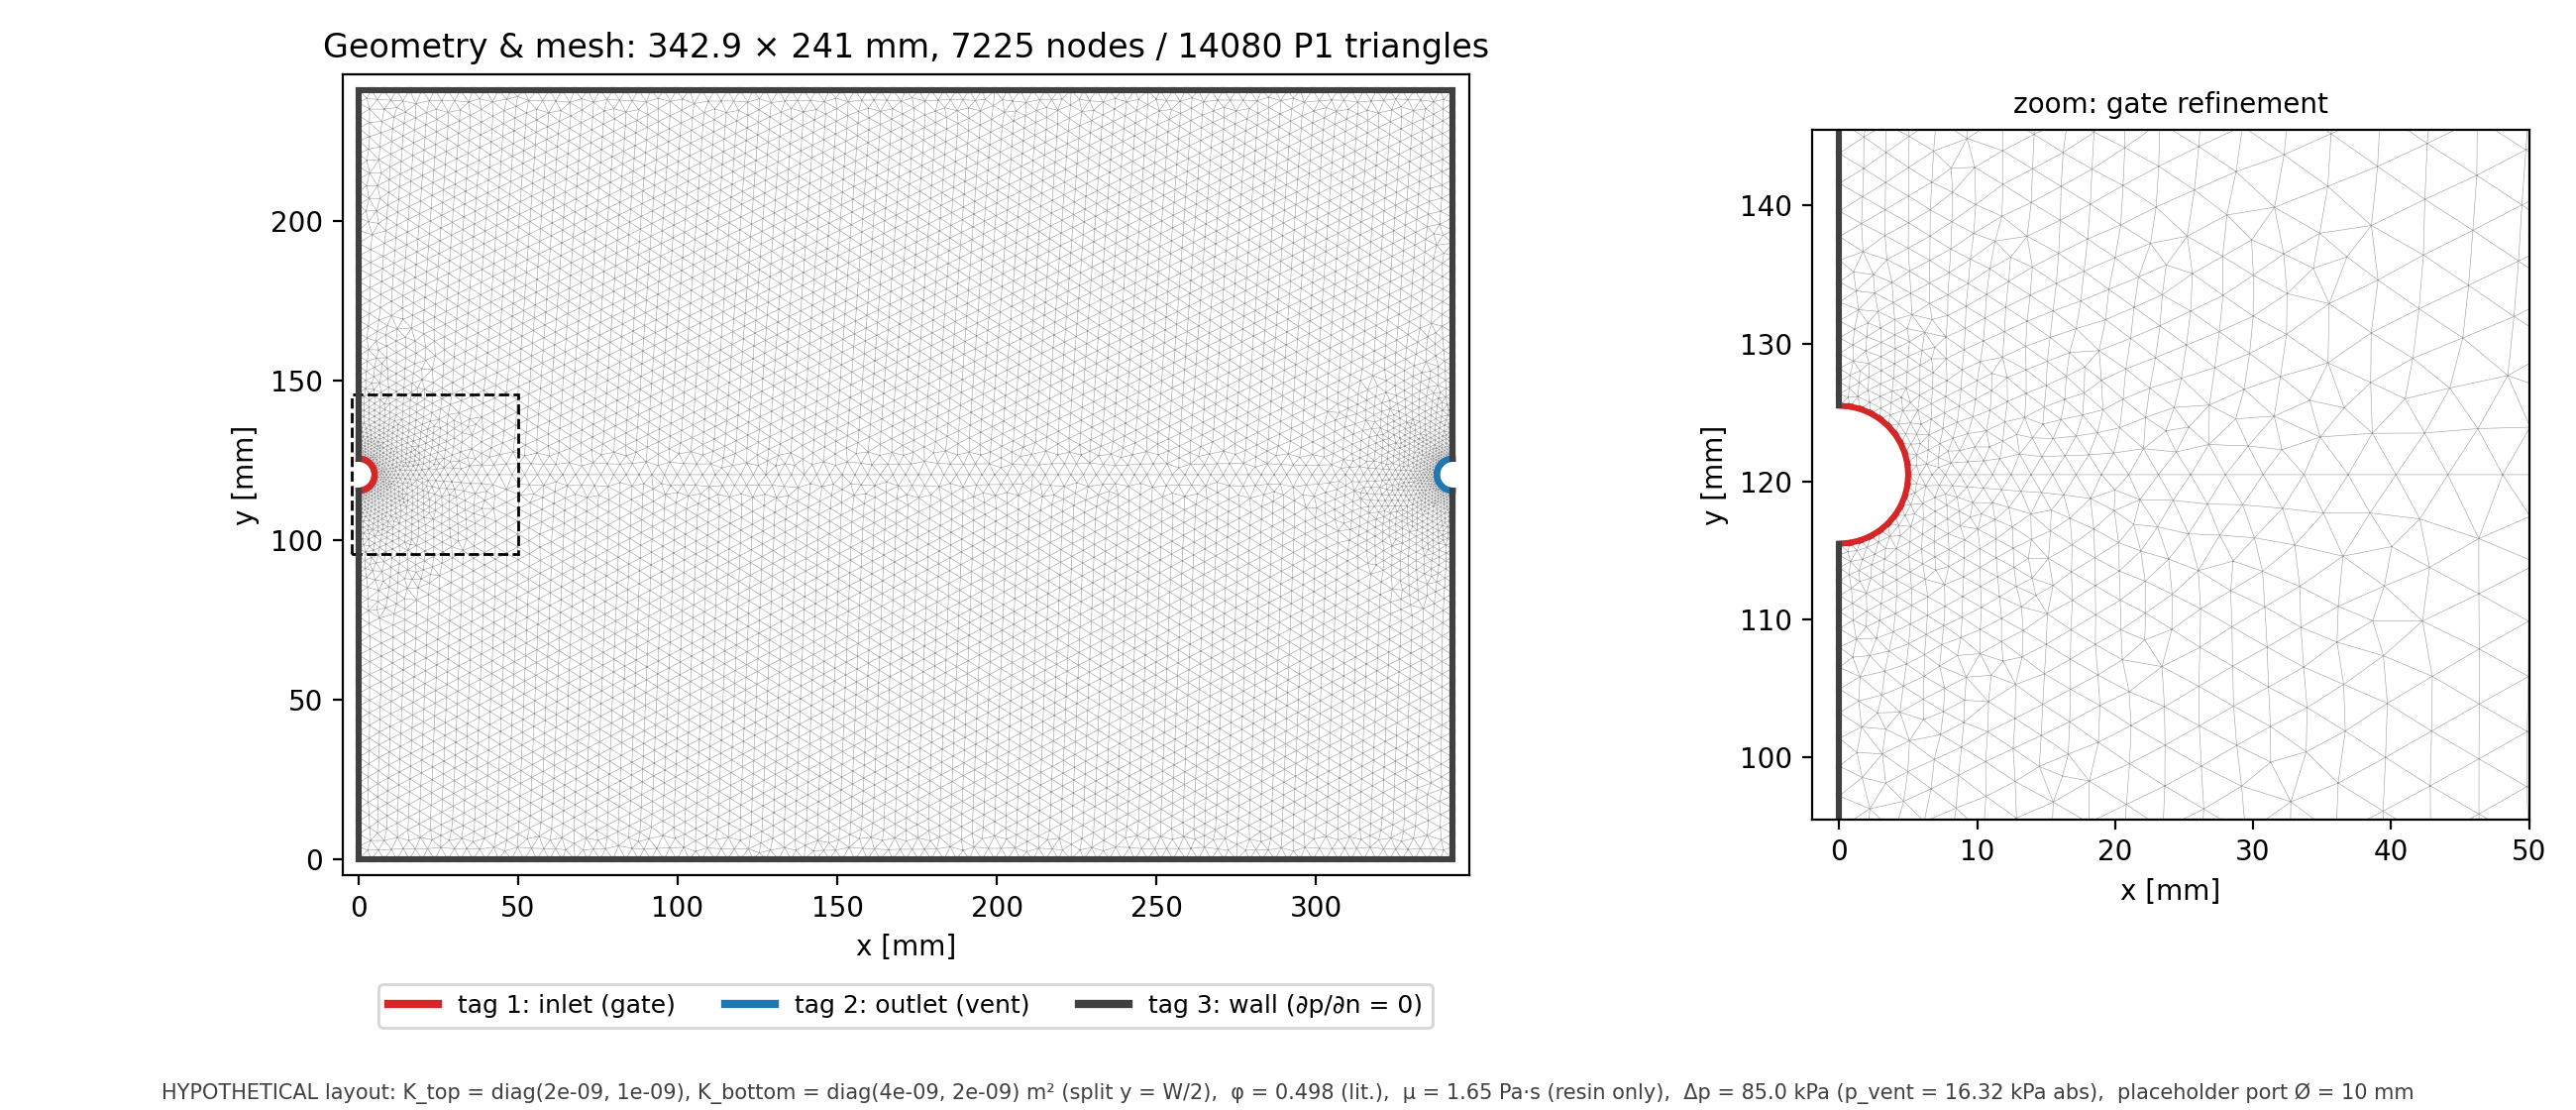 Geometry & mesh: 342.9 × 241 mm, 7225 nodes / 14080 P1 triangles
y [mm]
200
150
100
50
0
0 50 100 150 200 250 300
x [mm]
tag 1: inlet (gate) tag 2: outlet (vent) tag 3: wall (∂p/∂n = 0)
zoom: gate refinement
y [mm]
140
130
120
110
100
0 10 20 30 40 50
x [mm]
HYPOTHETICAL layout: K_top = diag(2e-09, 1e-09), K_bottom = diag(4e-09, 2e-09) m² (split y = W/2), φ = 0.498 (lit.), μ = 1.65 Pa·s (resin only), Δp = 85.0 kPa (p_vent = 16.32 kPa abs), placeholder port Ø = 10 mm